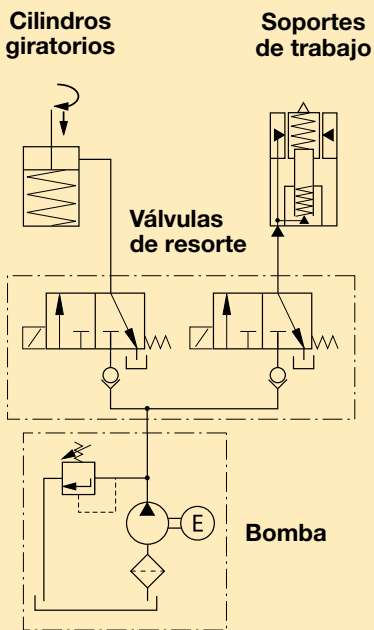 Cilindros
giratorios
Soportes
de trabajo
Válvulas
de resorte
E
Bomba